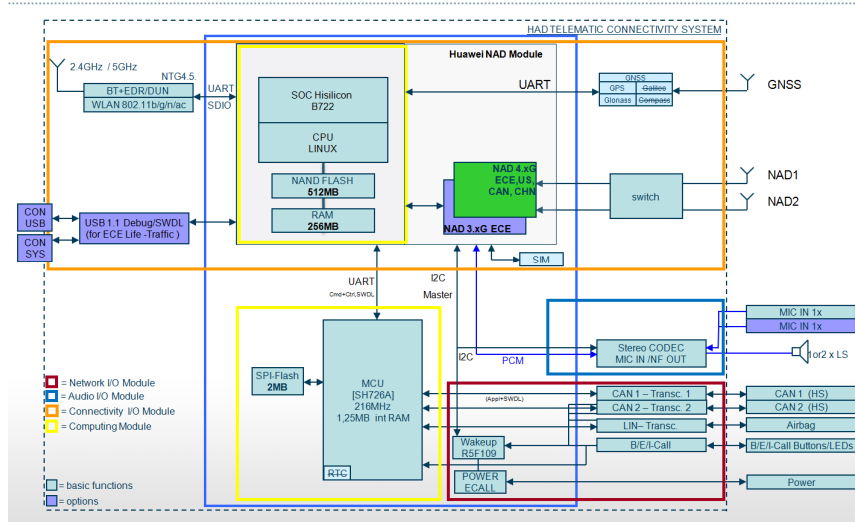 HAD TELEMATIC CONNECTIVITY SYSTEM
Huawei NAD Module
2.4GHz / 5GHz
NTG4.5.
BT+EDR/DUN
WLAN 802.11b/g/n/ac
UART
SDIO
SOC Hisilicon
B722
CPU
LINUX
NAND FLASH
512MB
RAM
256MB
UART
GNSS
GPS
Galileo
Glonass
Compass
GNSS
NAD 4.xG
ECE,US,
CAN, CHN
NAD 3.xG ECE
switch
NAD1
NAD2
CON
USB
CON
SYS
USB 1.1 Debug/SWDL
(for ECE Life -Traffic )
SIM
UART
Cmd+Ctrl,SWDL
I2C
Master
I2C
PCM
Stereo CODEC
MIC IN /NF OUT
MIC IN 1x
MIC IN 1x
1or2 x LS
SPI-Flash
2MB
MCU
[SH726A]
216MHz
1,25MB int RAM
RTC
(Appl+SWDL)
CAN 1 – Transc. 1
CAN 2 – Transc. 2
LIN– Transc.
B/E/I-Call
CAN 1 (HS)
CAN 2 (HS)
Airbag
B/E/I-Call Buttons/LEDs
Wakeup
R5F109
POWER
ECALL
Power
= Network I/O Module
= Audio I/O Module
= Connectivity I/O Module
= Computing Module
= basic functions
= options